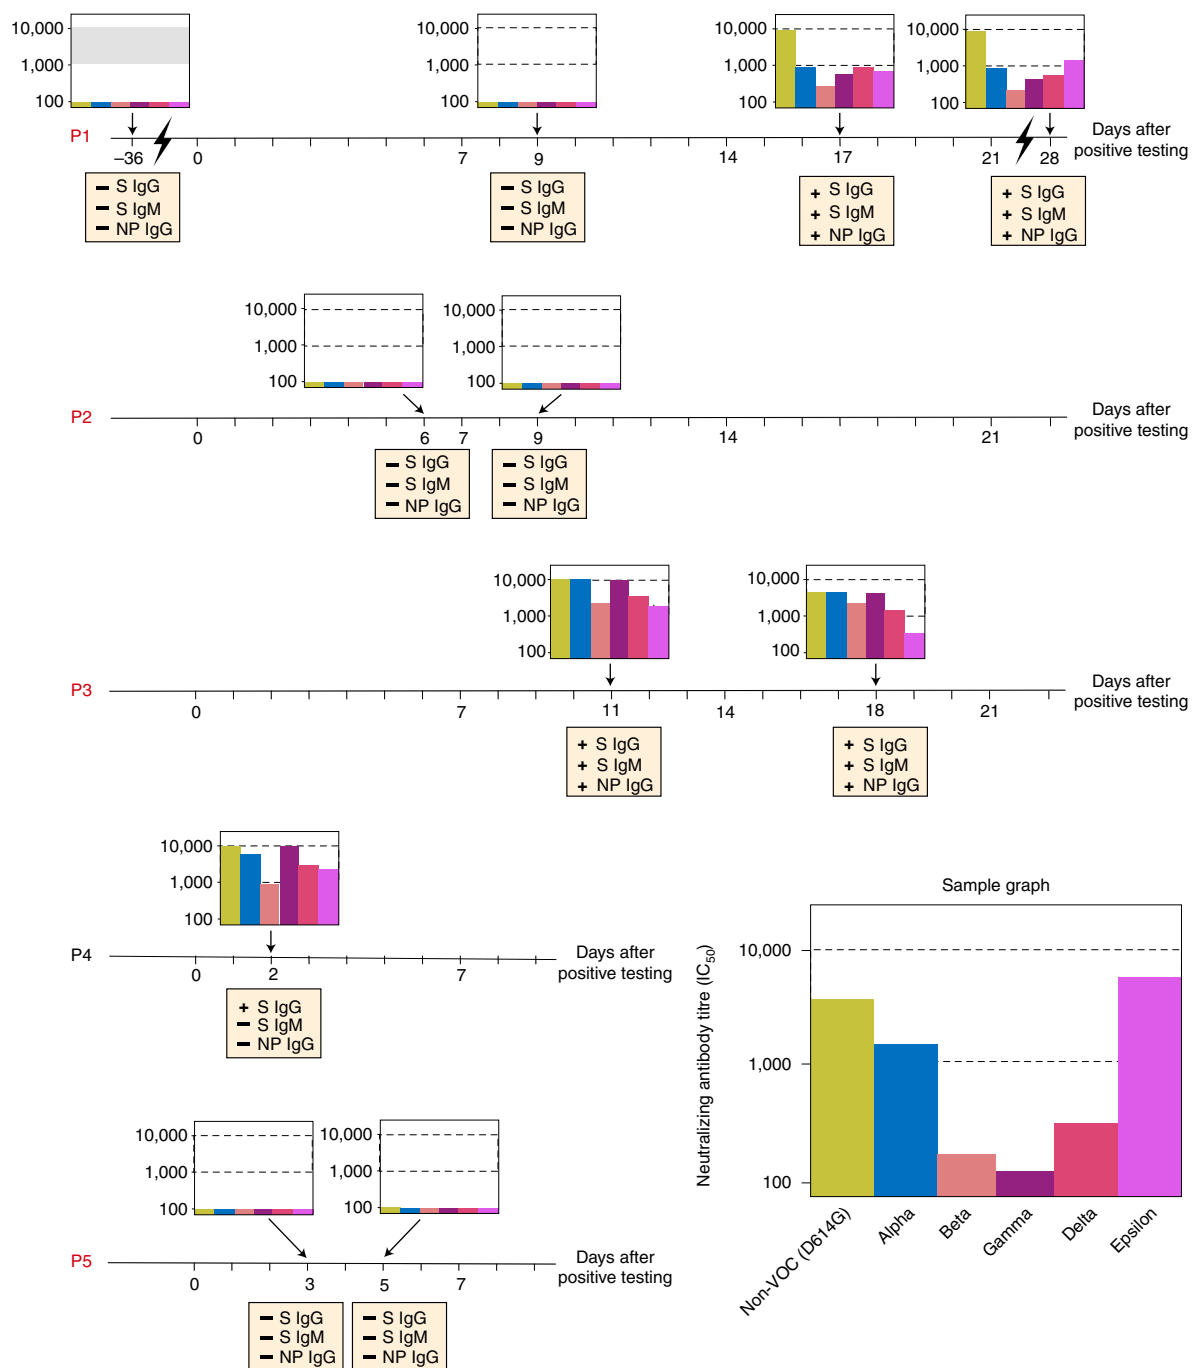 10,000
1,000
100
10,000
1,000
100
10,000
1,000
100
10,000
1,000
100
P1
–36
0
7
9
14
17
21
28
Days after
positive testing
– S IgG
– S IgM
– NP IgG
– S IgG
– S IgM
– NP IgG
+ S IgG
+ S IgM
+ NP IgG
+ S IgG
+ S IgM
+ NP IgG
10,000
1,000
100
10,000
1,000
100
P2
0
6
7
9
14
21
Days after
positive testing
– S IgG
– S IgM
– NP IgG
– S IgG
– S IgM
– NP IgG
10,000
1,000
100
10,000
1,000
100
P3
0
7
11
14
18
21
Days after
positive testing
+ S IgG
+ S IgM
+ NP IgG
+ S IgG
+ S IgM
+ NP IgG
10,000
1,000
100
P4
0
2
7
Days after
positive testing
+ S IgG
– S IgM
– NP IgG
Sample graph
Neutralizing antibody titre (IC50)
10,000
1,000
100
Non-VOC (D614G)
Alpha
Beta
Gamma
Delta
Epsilon
10,000
1,000
100
10,000
1,000
100
P5
0
3
5
7
Days after
positive testing
– S IgG
– S IgM
– NP IgG
– S IgG
– S IgM
– NP IgG